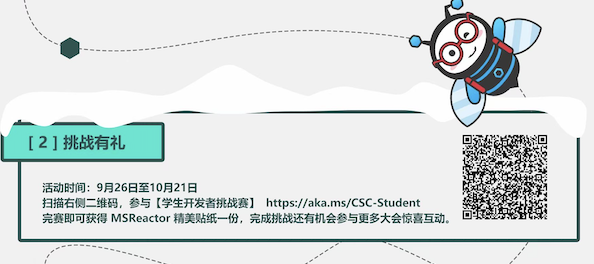 [ 2 ] 挑战有礼
活动时间：9月26日至10月21日
扫描右侧二维码，参与【学生开发者挑战赛】 https://aka.ms/CSC-Student
完赛即可获得 MSReactor 精美贴纸一份，完成挑战还有机会参与更多大会惊喜互动。